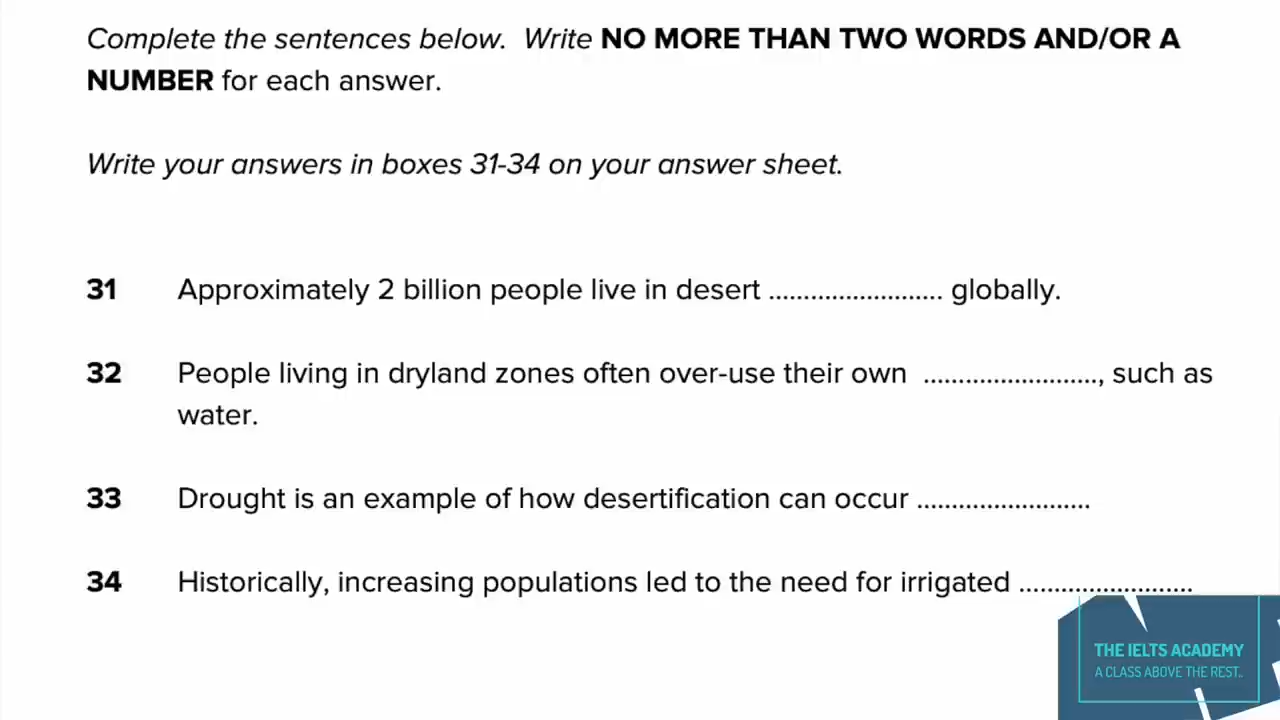 Complete the sentences below. Write NO MORE THAN TWO WORDS AND/OR A
NUMBER for each answer.
Write your answers in boxes 31-34 on your answer sheet.
31 Approximately 2 billion people live in desert ......................... globally.
32 People living in dryland zones often over-use their own ........................., such as
water.
33 Drought is an example of how desertification can occur .........................
34 Historically, increasing populations led to the need for irrigated .........................
THE IELTS ACADEMY
A CLASS ABOVE THE REST..